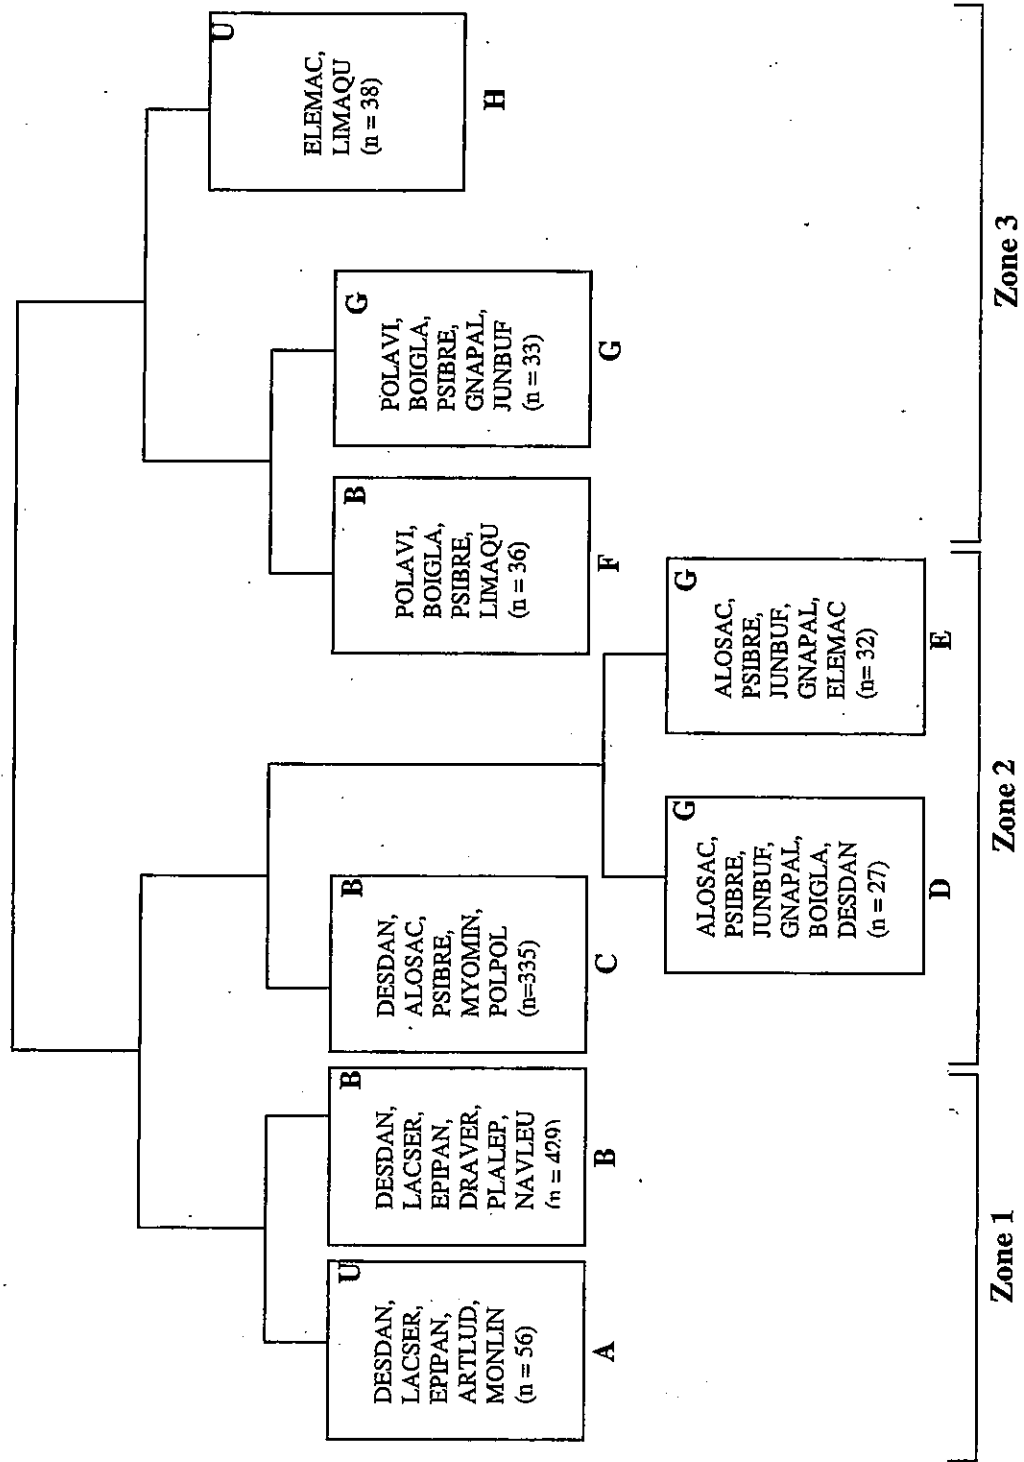 U
DESDAN,
LACSER,
EPIPAN,
ARTLUD,
MONLIN
(n = 56)
A
B
DESDAN,
LACSER,
EPIPAN,
DRAVER,
PLALEP,
NAVLEU
(n = 429)
B
B
DESDAN,
ALOSAC,
PSIBRE,
MYOMIN,
POLPOL
(n=335)
C
G
ALOSAC,
PSIBRE,
JUNBUF,
GNAPAL,
BOIGLA,
DESDAN
(n = 27)
D
G
ALOSAC,
PSIBRE,
JUNBUF,
GNAPAL,
ELEMAC
(n= 32)
E
B
POLAVI,
BOIGLA,
PSIBRE,
LIMAQU
(n = 36)
F
G
POLAVI,
BOIGLA,
PSIBRE,
GNAPAL,
JUNBUF
(n = 33)
G
U
ELEMAC,
LIMAQU
(n = 38)
H
Zone 1
Zone 2
Zone 3